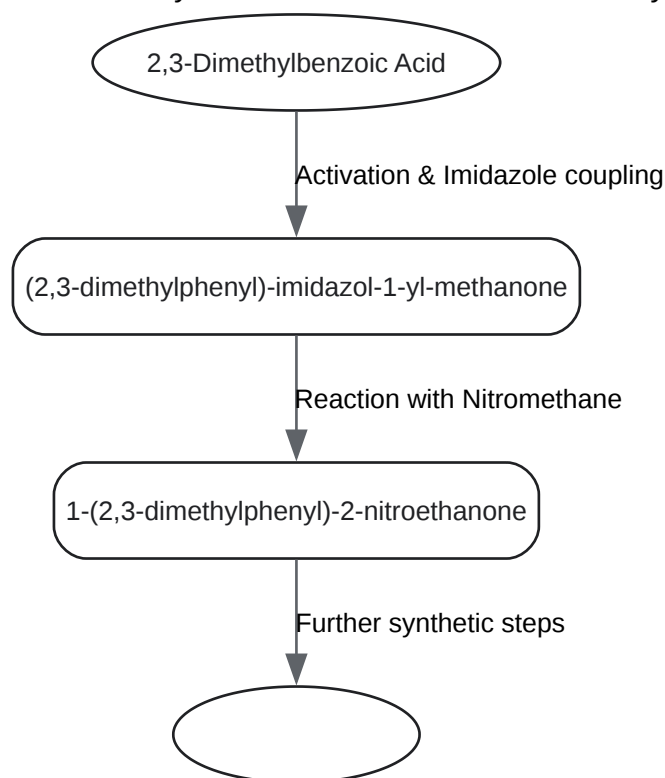 2,3-Dimethylbenzoic Acid
Activation & Imidazole coupling
(2,3-dimethylphenyl)-imidazol-1-yl-methanone
Reaction with Nitromethane
1-(2,3-dimethylphenyl)-2-nitroethanone
Further synthetic steps